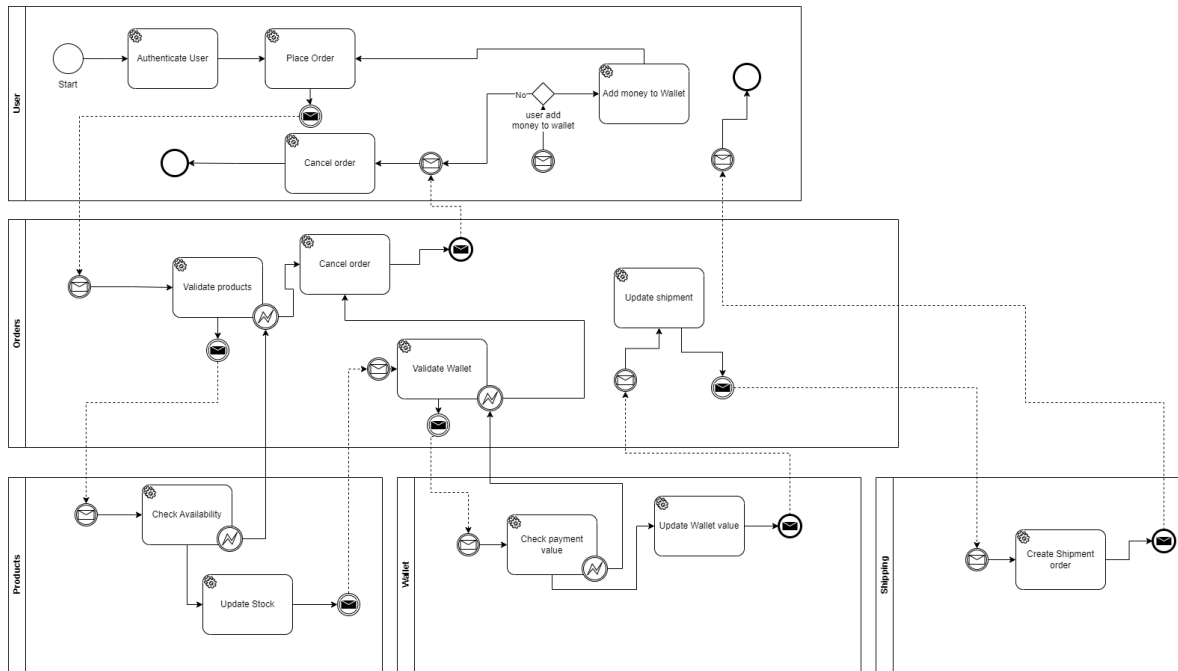 User
Start
Authenticate User
Place Order
No
user add
money to wallet
Add money to Wallet
Cancel order
Orders
Validate products
Cancel order
Validate Wallet
Update shipment
Products
Check Availability
Update Stock
Wallet
Check payment
value
Update Wallet value
Shipping
Create Shipment
order